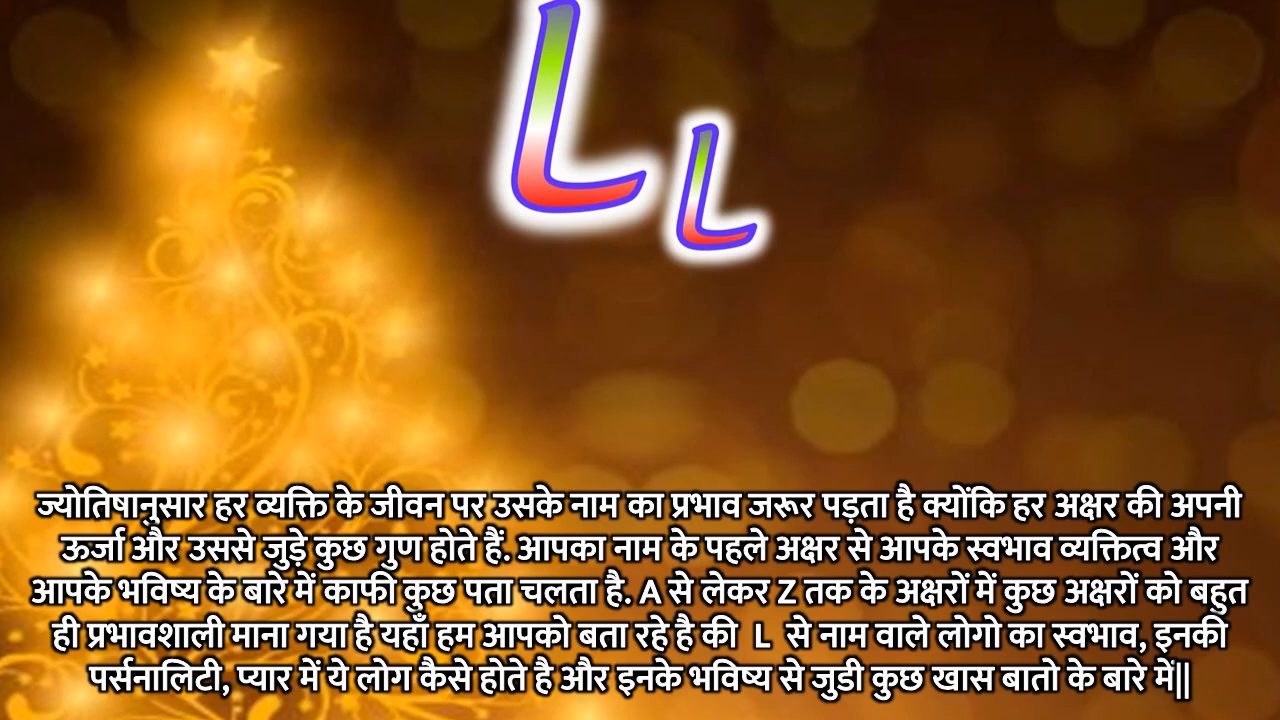 L L
ज्योतिषानुसार हर व्यक्ति के जीवन पर उसके नाम का प्रभाव जरूर पड़ता है क्योंकि हर अक्षर की अपनी
ऊर्जा और उससे जुड़े कुछ गुण होते हैं. आपका नाम के पहले अक्षर से आपके स्वभाव व्यक्तित्व और
आपके भविष्य के बारे में काफी कुछ पता चलता है. A से लेकर Z तक के अक्षरों में कुछ अक्षरों को बहुत
ही प्रभावशाली माना गया है यहाँ हम आपको बता रहे है की L से नाम वाले लोगो का स्वभाव, इनकी
पर्सनालिटी, प्यार में ये लोग कैसे होते है और इनके भविष्य से जुडी कुछ खास बातो के बारे में||